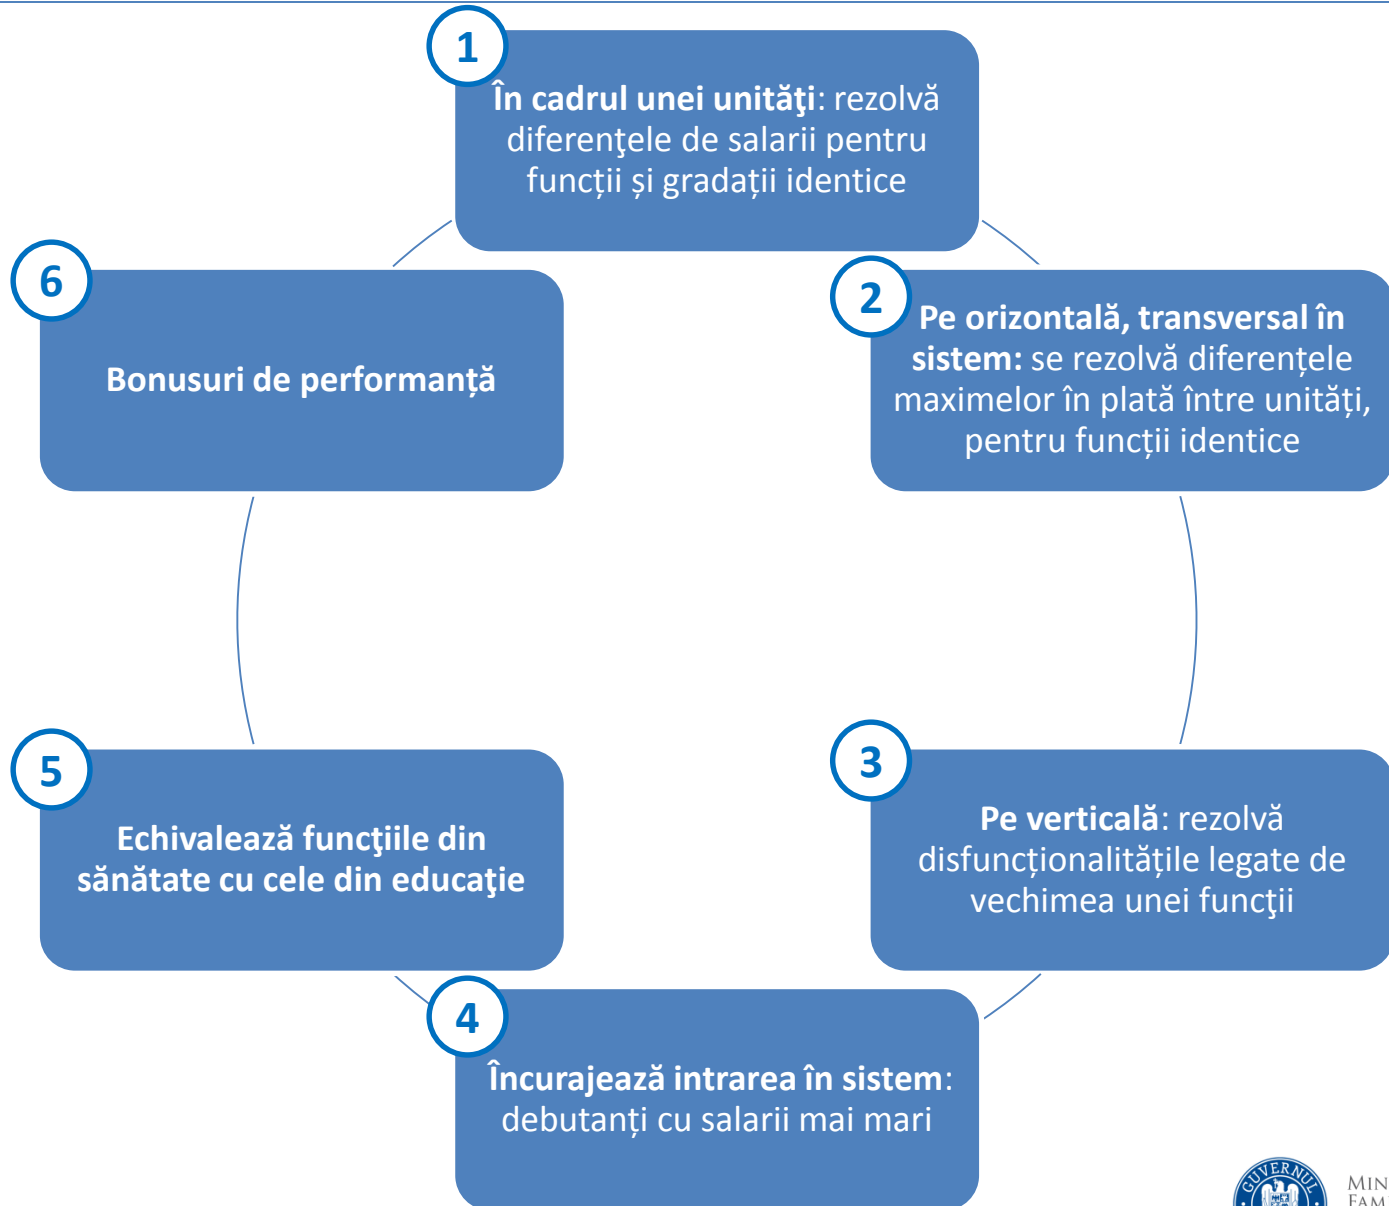 1
În cadrul unei unităţi: rezolvă
diferenţele de salarii pentru
funcții și gradații identice
2
Pe orizontală, transversal în
sistem: se rezolvă diferențele
maximelor în plată între unități,
pentru funcții identice
3
Pe verticală: rezolvă
disfuncționalitățile legate de
vechimea unei funcţii
4
Încurajează intrarea în sistem:
debutanți cu salarii mai mari
5
Echivalează funcţiile din
sănătate cu cele din educaţie
6
Bonusuri de performanță
GUVERNUL